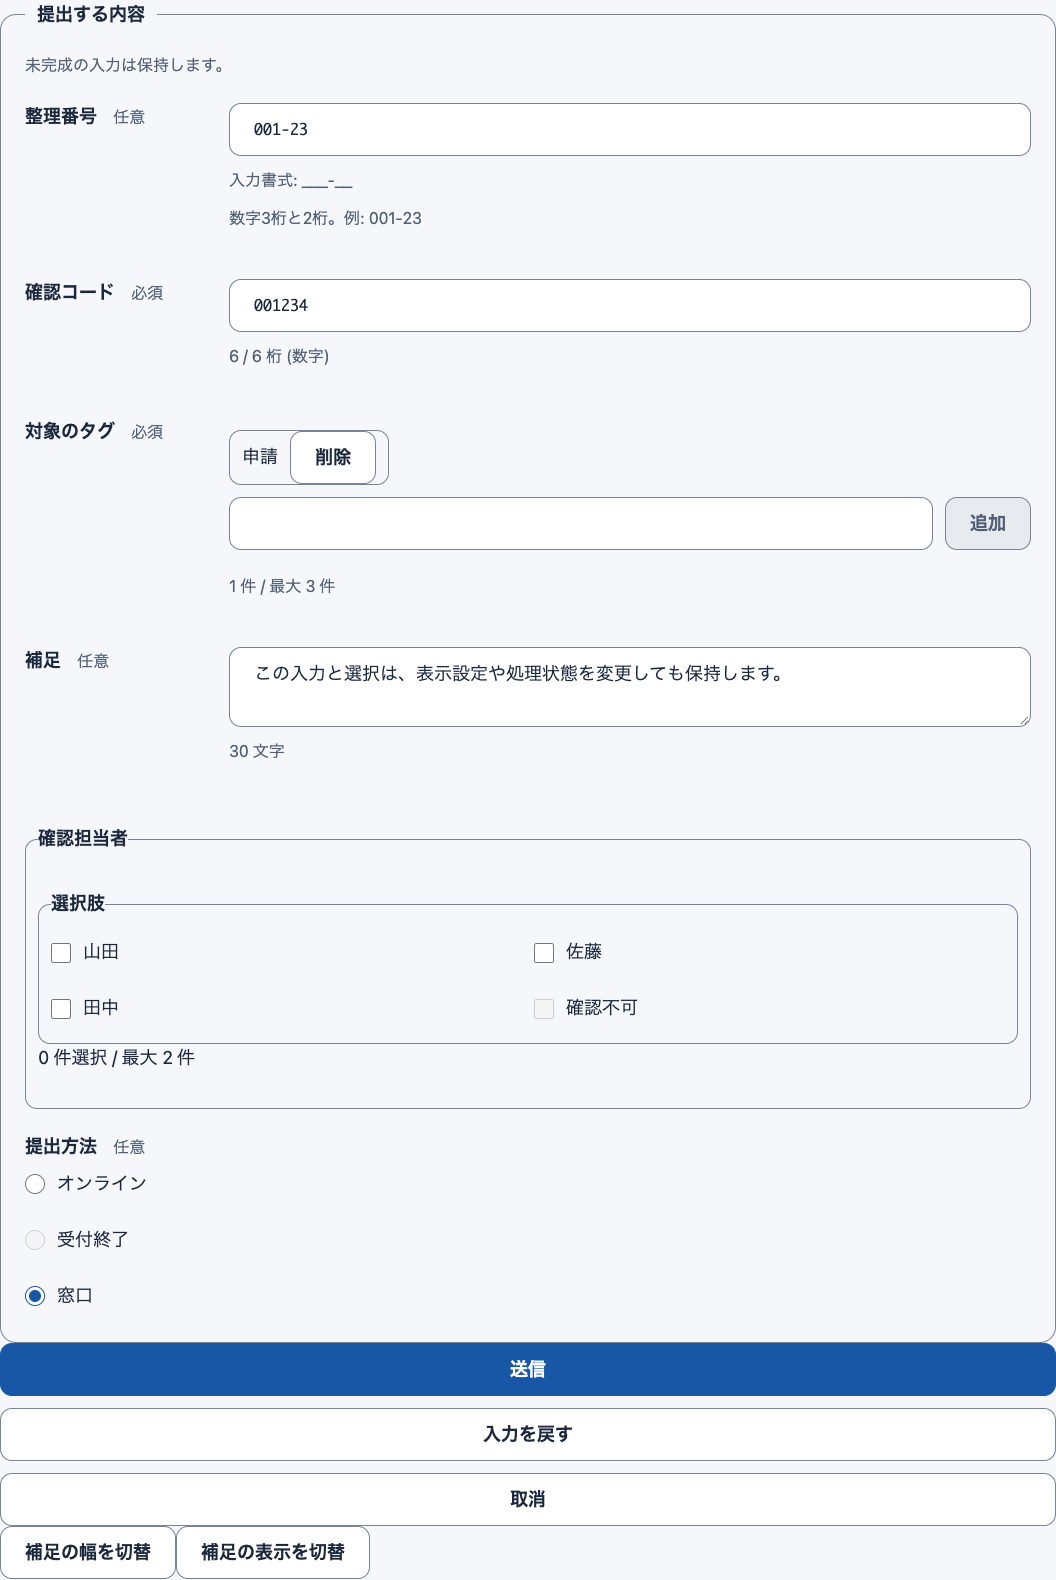 提出する内容
未完成の入力は保持します。
整理番号 任意
001-23
入力書式: ___-__
数字3桁と2桁。例: 001-23
確認コード 必須
001234
6 / 6 桁 (数字)
対象のタグ 必須
申請 削除
追加
1 件 / 最大 3 件
補足 任意
この入力と選択は、表示設定や処理状態を変更しても保持します。
30 文字
確認担当者
選択肢
山田 佐藤
田中 確認不可
0 件選択 / 最大 2 件
提出方法 任意
オンライン
受付終了
窓口
送信
入力を戻す
取消
補足の幅を切替 補足の表示を切替